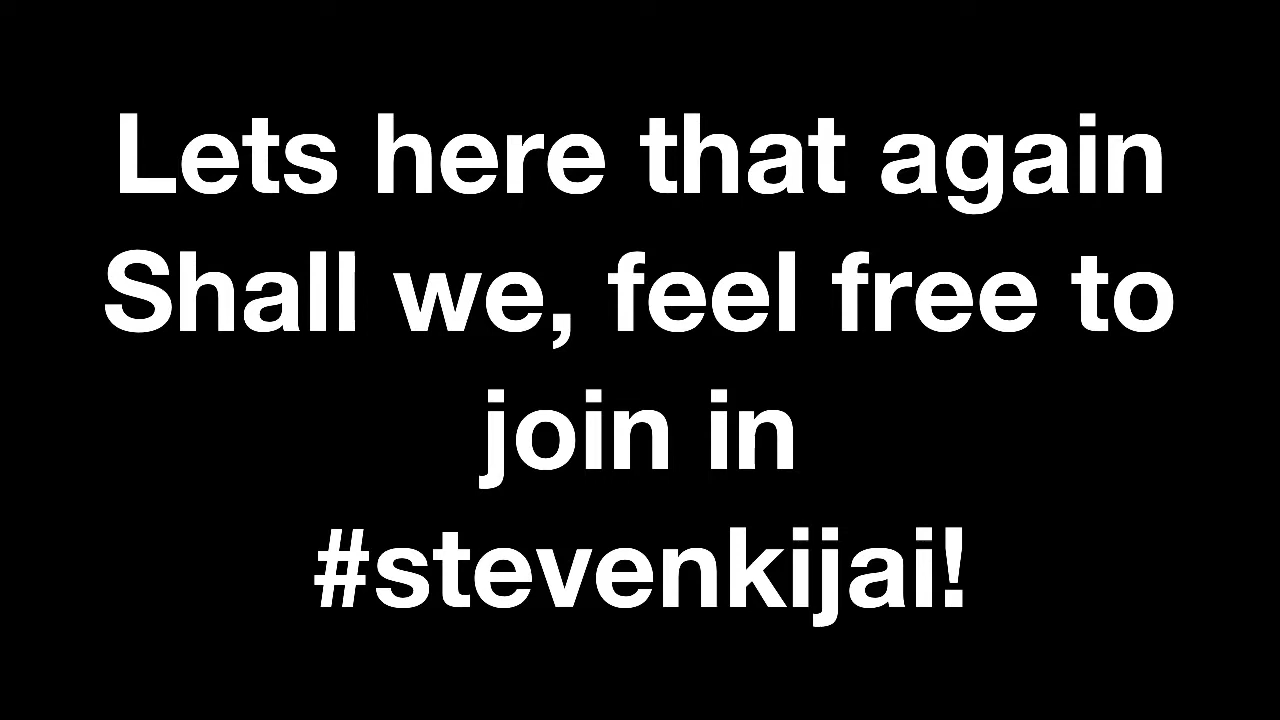 Lets here that again
Shall we, feel free to
join in
#stevenkijai!